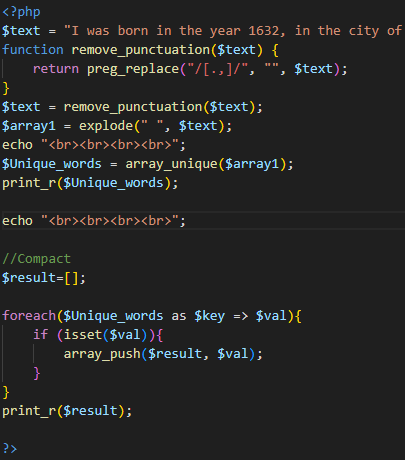 <?php
$text = "I was born in the year 1632, in the city of
function remove_punctuation($text) {
    return preg_replace("/[.,]/", "", $text);
}
$text = remove_punctuation($text);
$array1 = explode(" ", $text);
echo "<br><br><br><br>";
$Unique_words = array_unique($array1);
print_r($Unique_words);

echo "<br><br><br><br>";

//Compact
$result=[];

foreach($Unique_words as $key => $val){
    if (isset($val)){
        array_push($result, $val);
    }
}
print_r($result);

?>